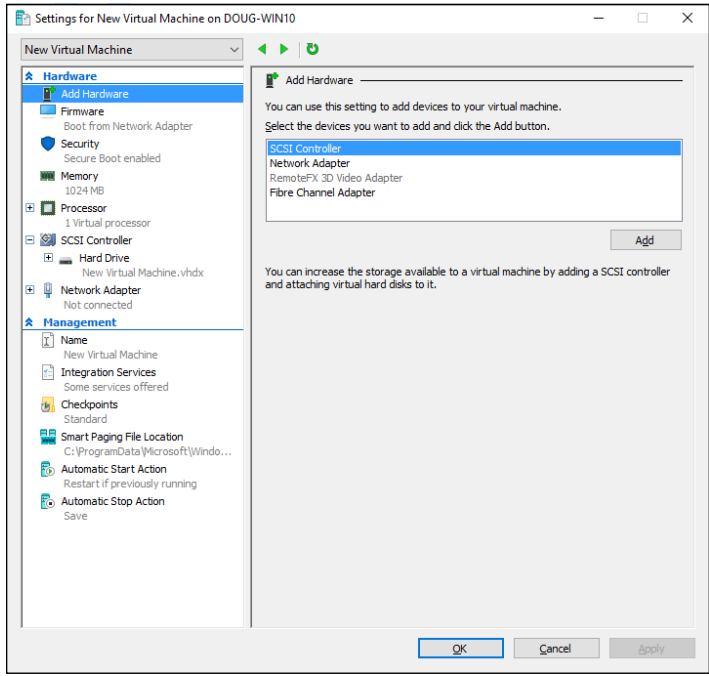 Settings for New Virtual Machine on DOUG-WIN10
New Virtual Machine
Hardware
Add Hardware
Firmware
Boot from Network Adapter
Security
Secure Boot enabled
Memory
1024 MB
Processor
1 Virtual processor
SCSI Controller
Hard Drive
New Virtual Machine.vhdx
Network Adapter
Not connected
Management
Name
New Virtual Machine
Integration Services
Some services offered
Checkpoints
Standard
Smart Paging File Location
C:\ProgramData\Microsoft\Windo...
Automatic Start Action
Restart if previously running
Automatic Stop Action
Save
Add Hardware
You can use this setting to add devices to your virtual machine.
Select the devices you want to add and click the Add button.
SCSI Controller
Network Adapter
RemoteFX 3D Video Adapter
Fibre Channel Adapter
Add
You can increase the storage available to a virtual machine by adding a SCSI controller
and attaching virtual hard disks to it.
OK
Cancel
Apply